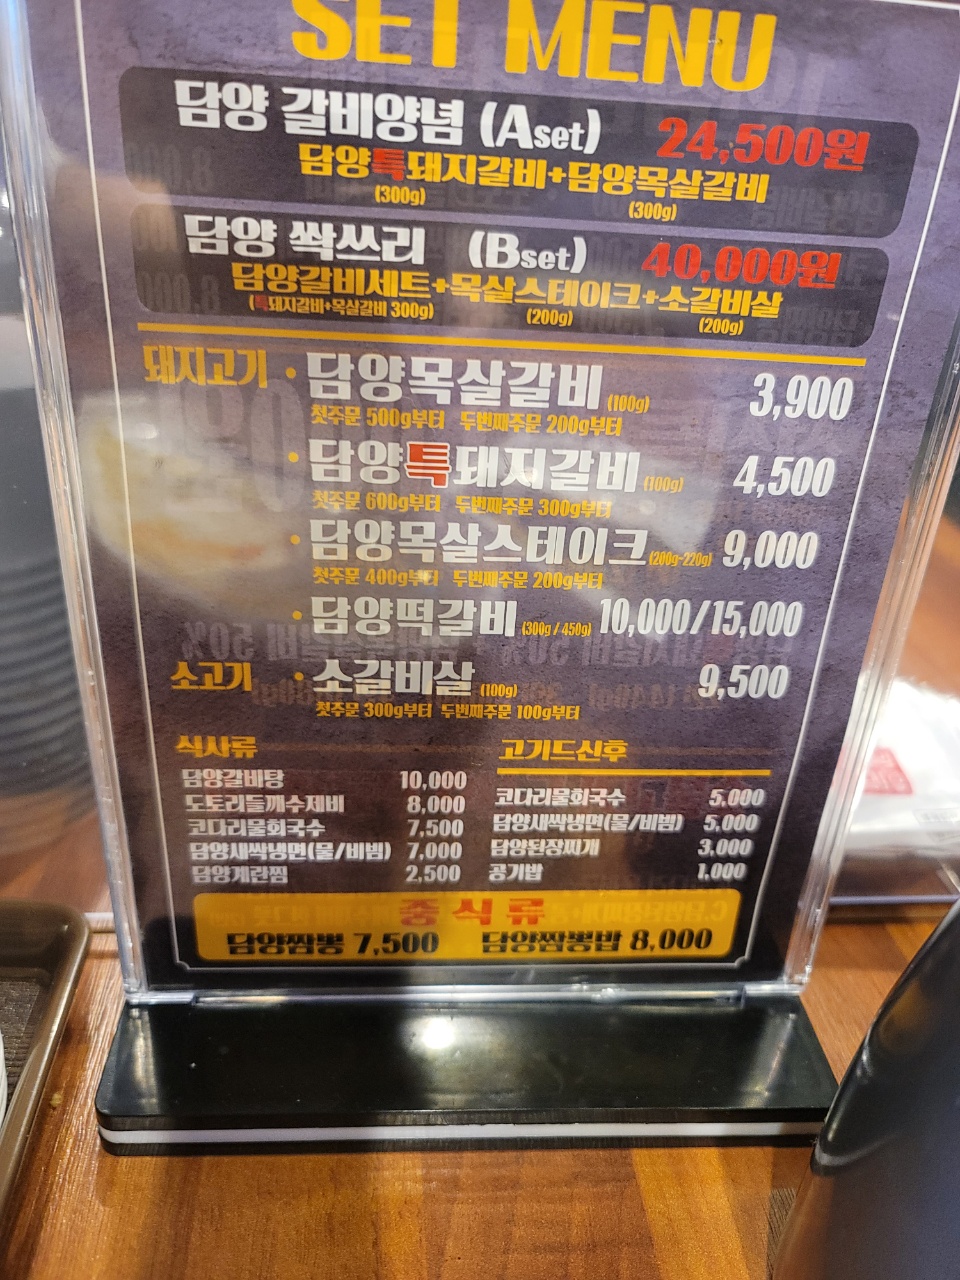 SET MENU
담양 갈비양념 (Aset) 24,500원
담양특돼지갈비+담양목살갈비
(300g) (300g)
담양 싹쓰리 (Bset) 40,000원
담양갈비세트+목살스테이크+소갈비살
(특돼지갈비+목살갈비 300g) (200g) (200g)
돼지고기 • 담양목살갈비 (100g) 3,900
첫주문 500g부터 두번째주문 200g부터
• 담양특돼지갈비 (100g) 4,500
첫주문 600g부터 두번째주문 300g부터
• 담양목살스테이크 (200g~220g) 9,000
첫주문 400g부터 두번째주문 200g부터
• 담양떡갈비 (300g / 450g) 10,000/15,000
소고기 • 소갈비살 (100g) 9,500
첫주문 300g부터 두번째주문 100g부터
식사류
담양갈비탕 10,000
도토리들깨수제비 8,000
코다리물회국수 7,500
담양새싹냉면(물/비빔) 7,000
담양계란찜 2,500
고기드신후
코다리물회국수 5,000
담양새싹냉면(물/비빔) 5,000
담양된장찌개 3,000
공기밥 1,000
중식류
담양짬뽕 7,500 담양짬뽕밥 8,000